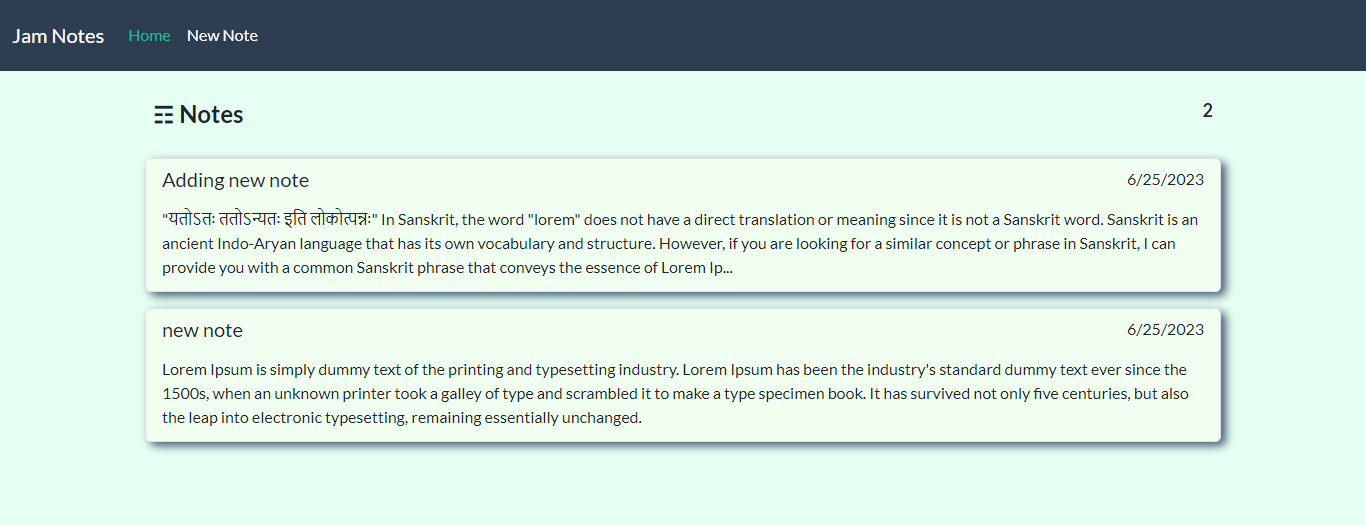 Jam Notes Home New Note
☶ Notes 2
Adding new note 6/25/2023
"यतोऽतः ततोऽन्यतः इति लोकोत्पन्नः" In Sanskrit, the word "lorem" does not have a direct translation or meaning since it is not a Sanskrit word. Sanskrit is an
ancient Indo-Aryan language that has its own vocabulary and structure. However, if you are looking for a similar concept or phrase in Sanskrit, I can
provide you with a common Sanskrit phrase that conveys the essence of Lorem Ip...
new note 6/25/2023
Lorem Ipsum is simply dummy text of the printing and typesetting industry. Lorem Ipsum has been the industry's standard dummy text ever since the
1500s, when an unknown printer took a galley of type and scrambled it to make a type specimen book. It has survived not only five centuries, but also
the leap into electronic typesetting, remaining essentially unchanged.